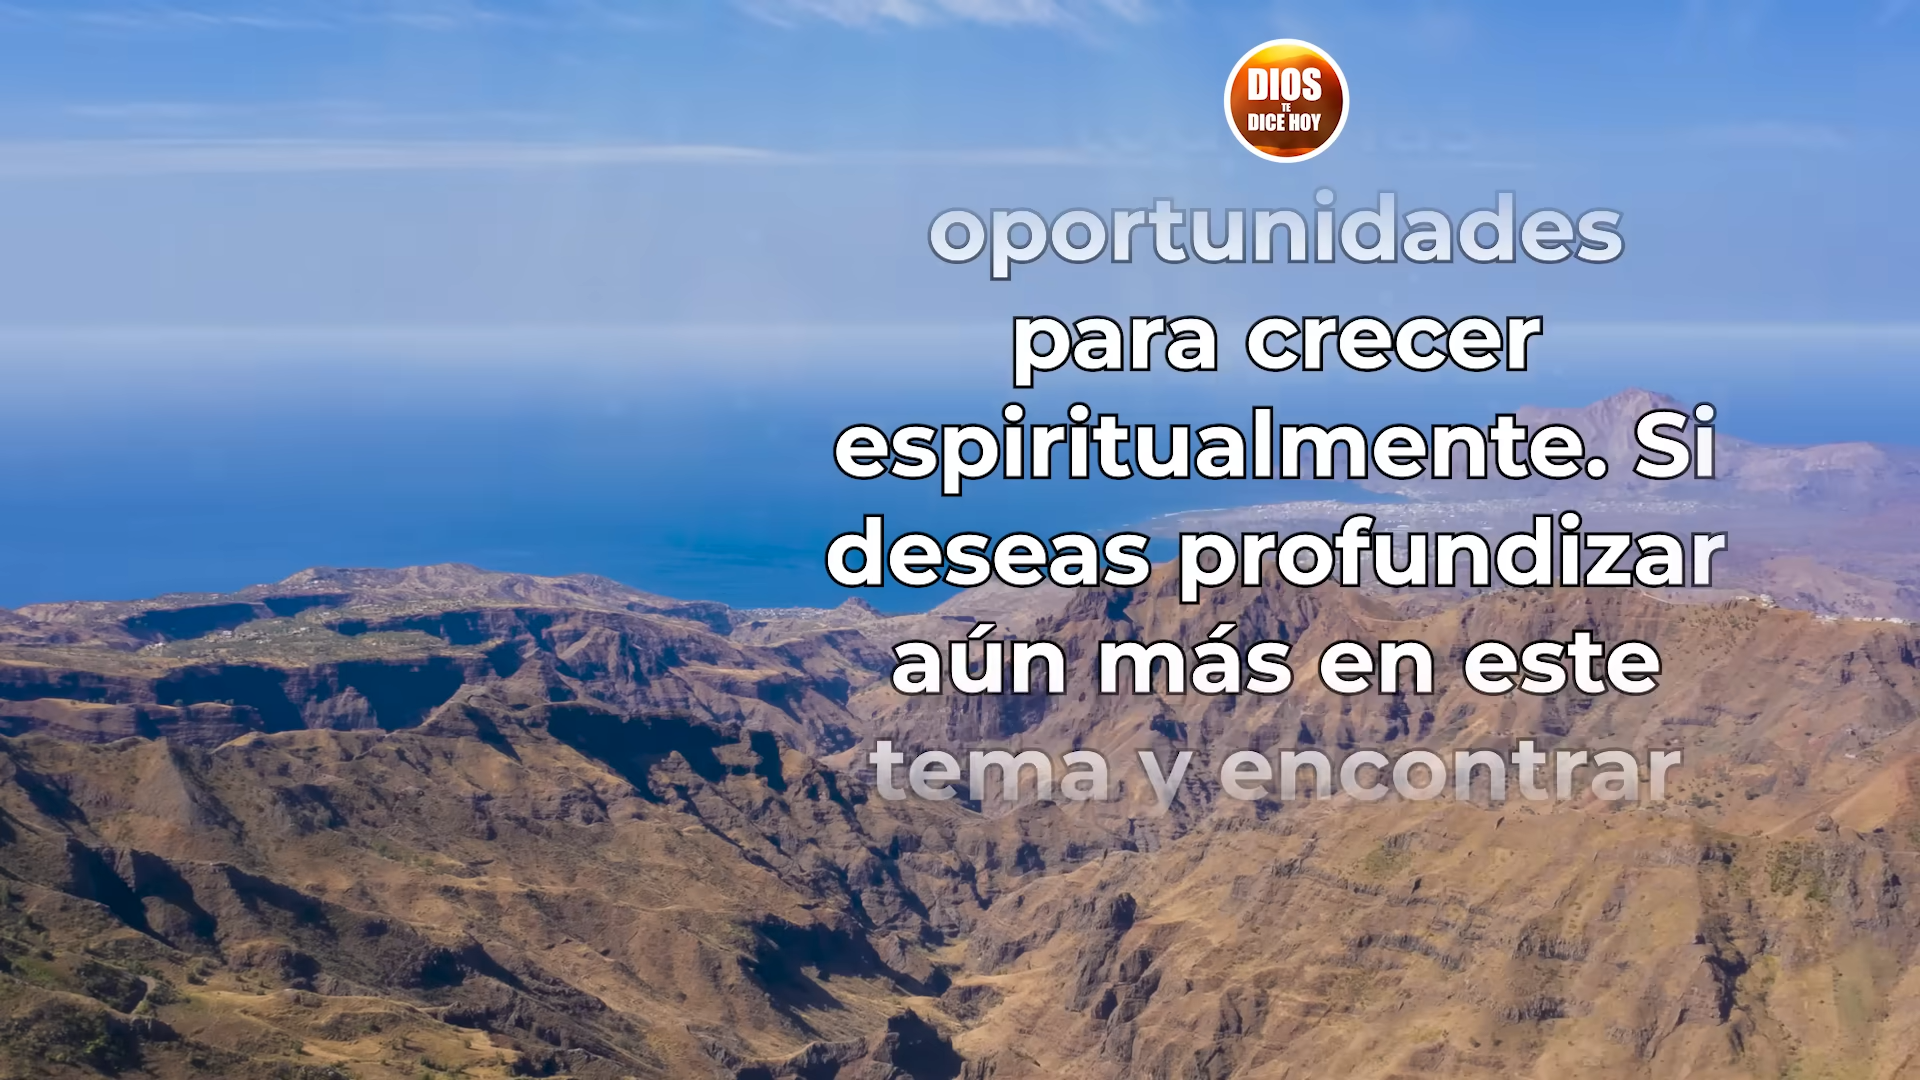 DIOS
TE
DICE HOY
oportunidades
para crecer
espiritualmente. Si
deseas profundizar
aún más en este
tema y encontrar